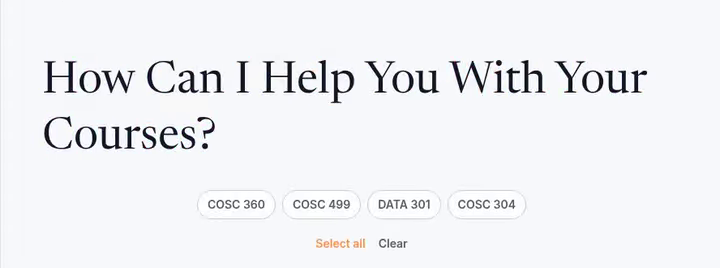 How Can I Help You With Your
Courses?
COSC 360 COSC 499 DATA 301 COSC 304
Select all Clear